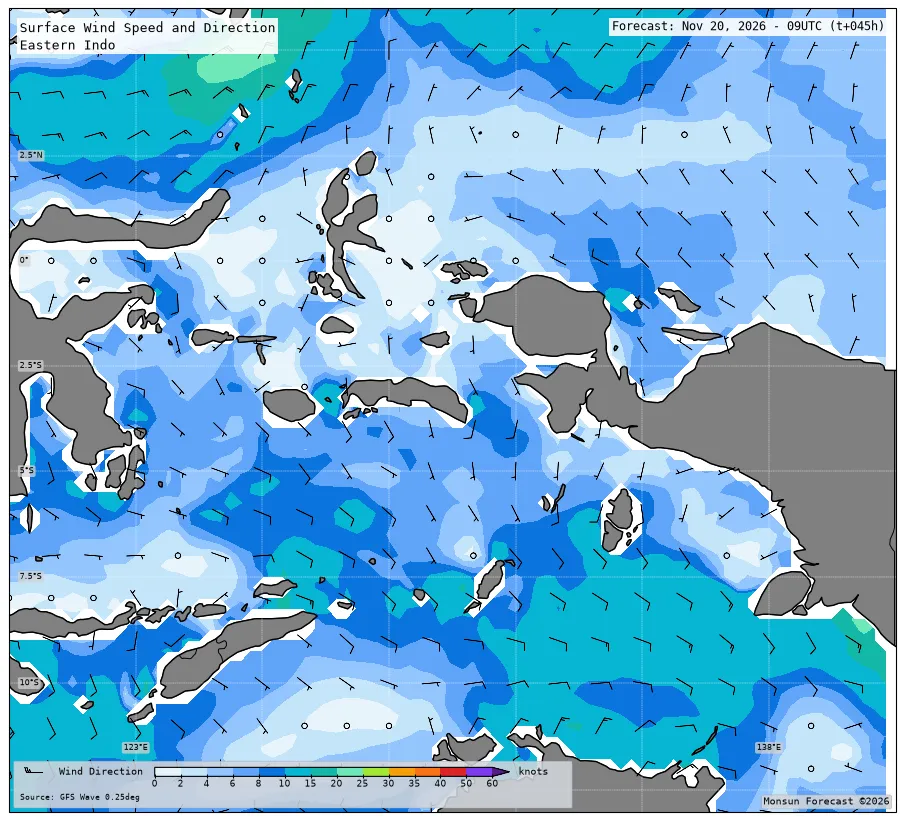 Surface Wind Speed and Direction
Eastern Indo
Forecast: Nov 20, 2026 - 09UTC (t+045h)
2.5°N
0°
2.5°S
5°S
7.5°S
10°S
123°E
138°E
Wind Direction
knots
0 2 4 6 8 10 15 20 25 30 35 40 50 60
Source: GFS Wave 0.25deg
Monsun Forecast ©2026